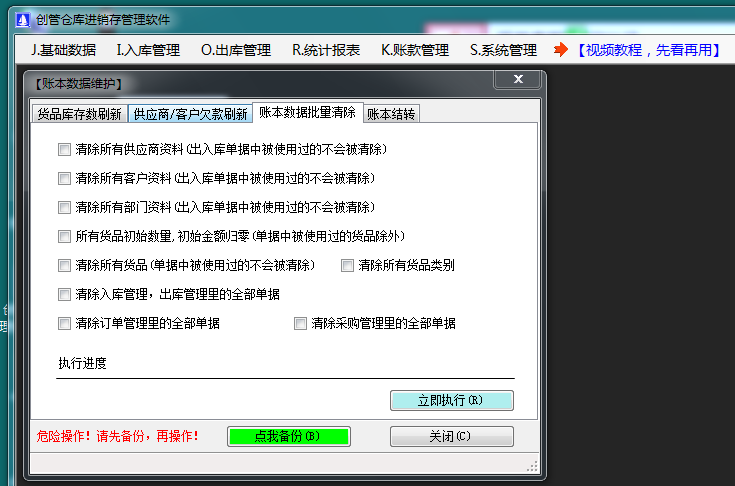 创管仓库进销存管理软件
J.基础数据 I.入库管理 O.出库管理 R.统计报表 K.账款管理 S.系统管理 【视频教程，先看再用】
【账本数据维护】
货品库存数刷新 供应商/客户欠款刷新 账本数据批量清除 账本结转
清除所有供应商资料(出入库单据中被使用过的不会被清除)
清除所有客户资料(出入库单据中被使用过的不会被清除)
清除所有部门资料(出入库单据中被使用过的不会被清除)
所有货品初始数量,初始金额归零(单据中被使用过的货品除外)
清除所有货品(单据中被使用过的不会被清除) 清除所有货品类别
清除入库管理，出库管理里的全部单据
清除订单管理里的全部单据 清除采购管理里的全部单据
执行进度
立即执行(R)
危险操作！请先备份，再操作！ 点我备份(B) 关闭(C)